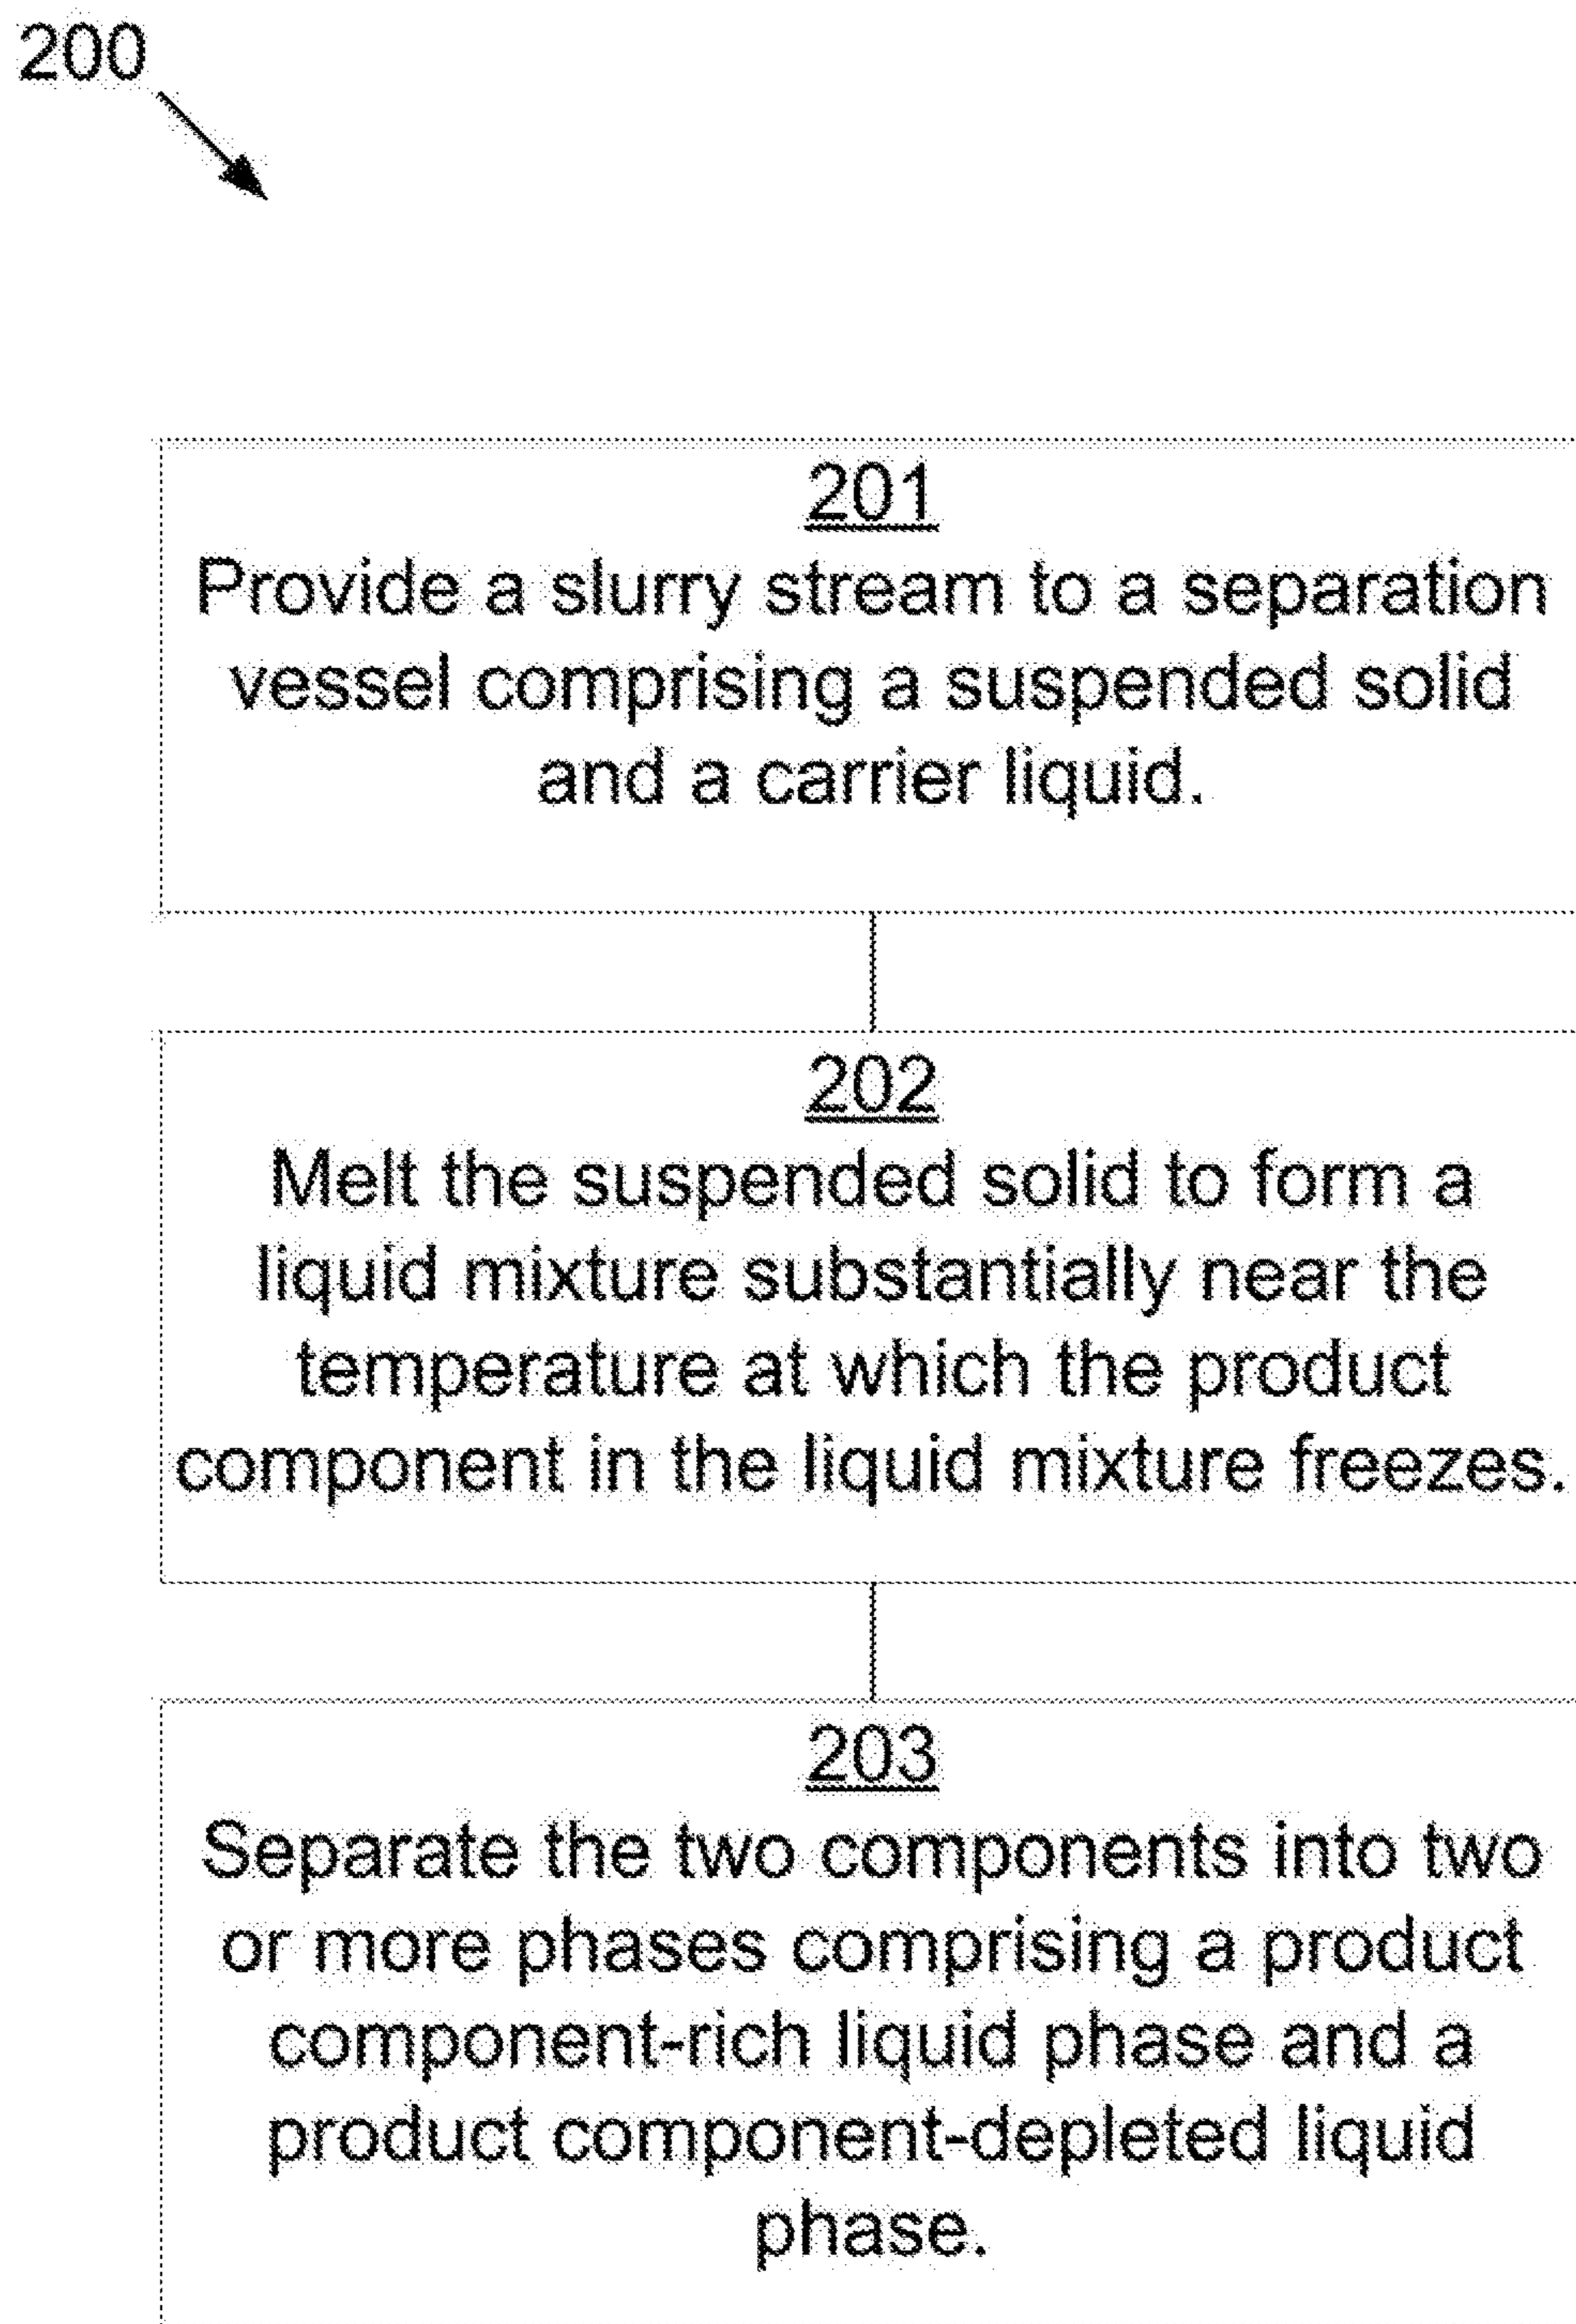 200
201
Provide a slurry stream to a separation
vessel comprising a suspended solid
and a carrier liquid.
202
Melt the suspended solid to form a
liquid mixture substantially near the
temperature at which the product
component in the liquid mixture freezes.
203
Separate the two components into two
or more phases comprising a product
component-rich liquid phase and a
product component-depleted liquid
phase.